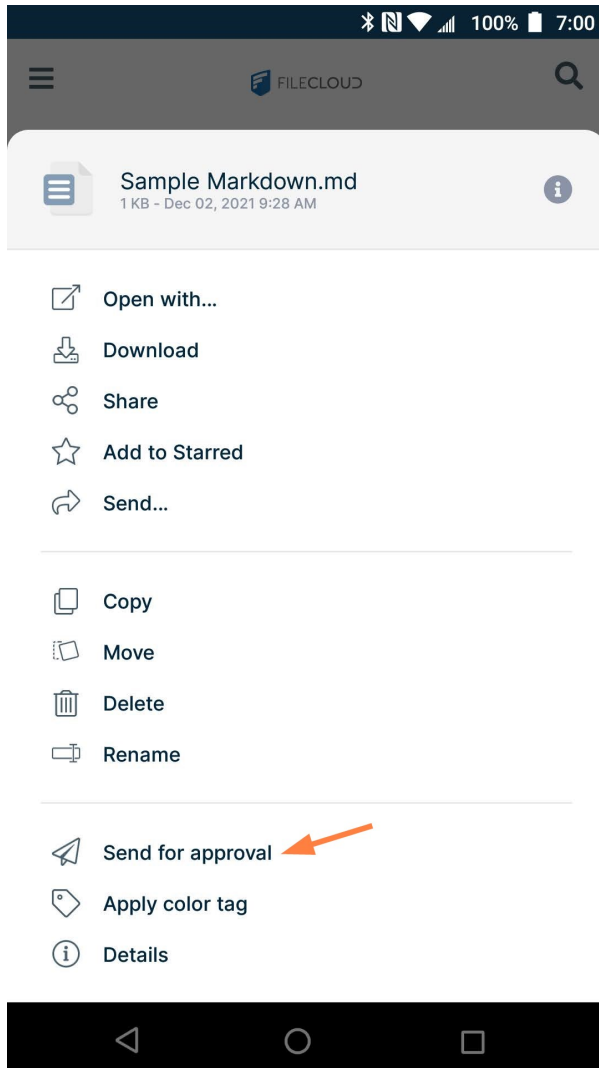 100% 7:00
FILECLOUD
Sample Markdown.md
1 KB - Dec 02, 2021 9:28 AM
Open with...
Download
Share
Add to Starred
Send...
Copy
Move
Delete
Rename
Send for approval
Apply color tag
Details